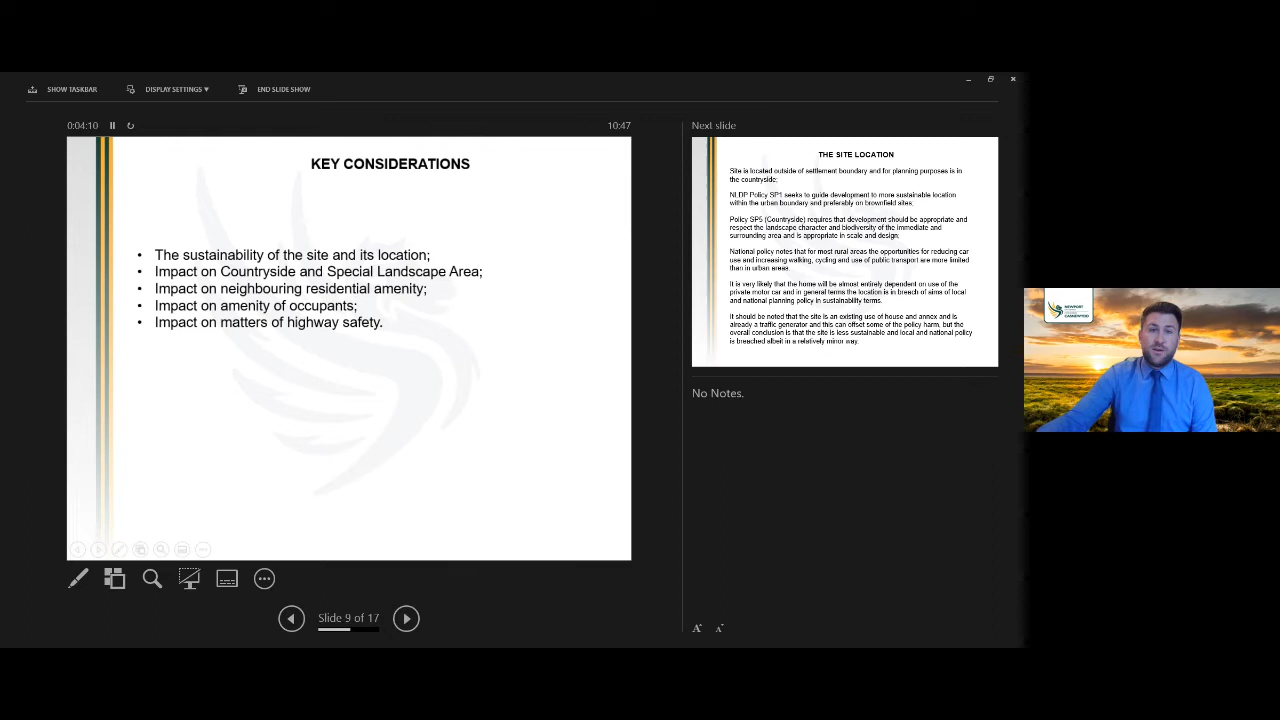 SHOW TASKBAR
DISPLAY SETTINGS ▾
END SLIDE SHOW
0:04:10
10:47
KEY CONSIDERATIONS
• The sustainability of the site and its location;
• Impact on Countryside and Special Landscape Area;
• Impact on neighbouring residential amenity;
• Impact on amenity of occupants;
• Impact on matters of highway safety.
Slide 9 of 17
Next slide
THE SITE LOCATION
Site is located outside of settlement boundary and for planning purposes is in
the countryside;
NLDP Policy SP1 seeks to guide development to more sustainable location
within the urban boundary and preferably on brownfield sites;
Policy SP5 (Countryside) requires that development should be appropriate and
respect the landscape character and biodiversity of the immediate and
surrounding area and is appropriate in scale and design;
National policy notes that for most rural areas the opportunities for reducing car
use and increasing walking, cycling and use of public transport are more limited
than in urban areas.
It is very likely that the home will be almost entirely dependent on use of the
private motor car and in general terms the location is in breach of aims of local
and national planning policy in sustainability terms.
It should be noted that the site is an existing use of house and annex and is
already a traffic generator and this can offset some of the policy harm, but the
overall conclusion is that the site is less sustainable and local and national policy
is breached albeit in a relatively minor way.
No Notes.
A A
NEWPORT
CASNEWYDD